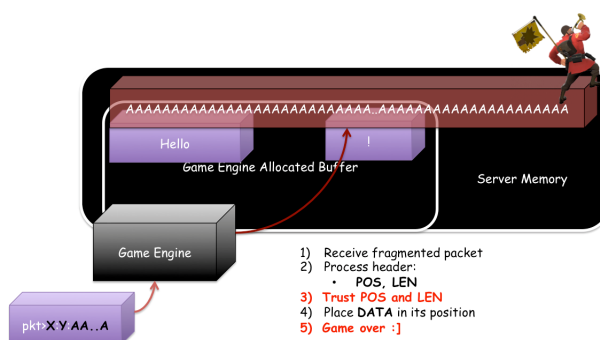 AAAAAAAAAAAAAAAAAAAAAAAAAAA..AAAAAAAAAAAAAAAAAAAAA
Hello
!
Game Engine Allocated Buffer
Server Memory
Game Engine
1) Receive fragmented packet
2) Process header:
• POS, LEN
3) Trust POS and LEN
4) Place DATA in its position
5) Game over :]
pkt>X:Y:AA..A